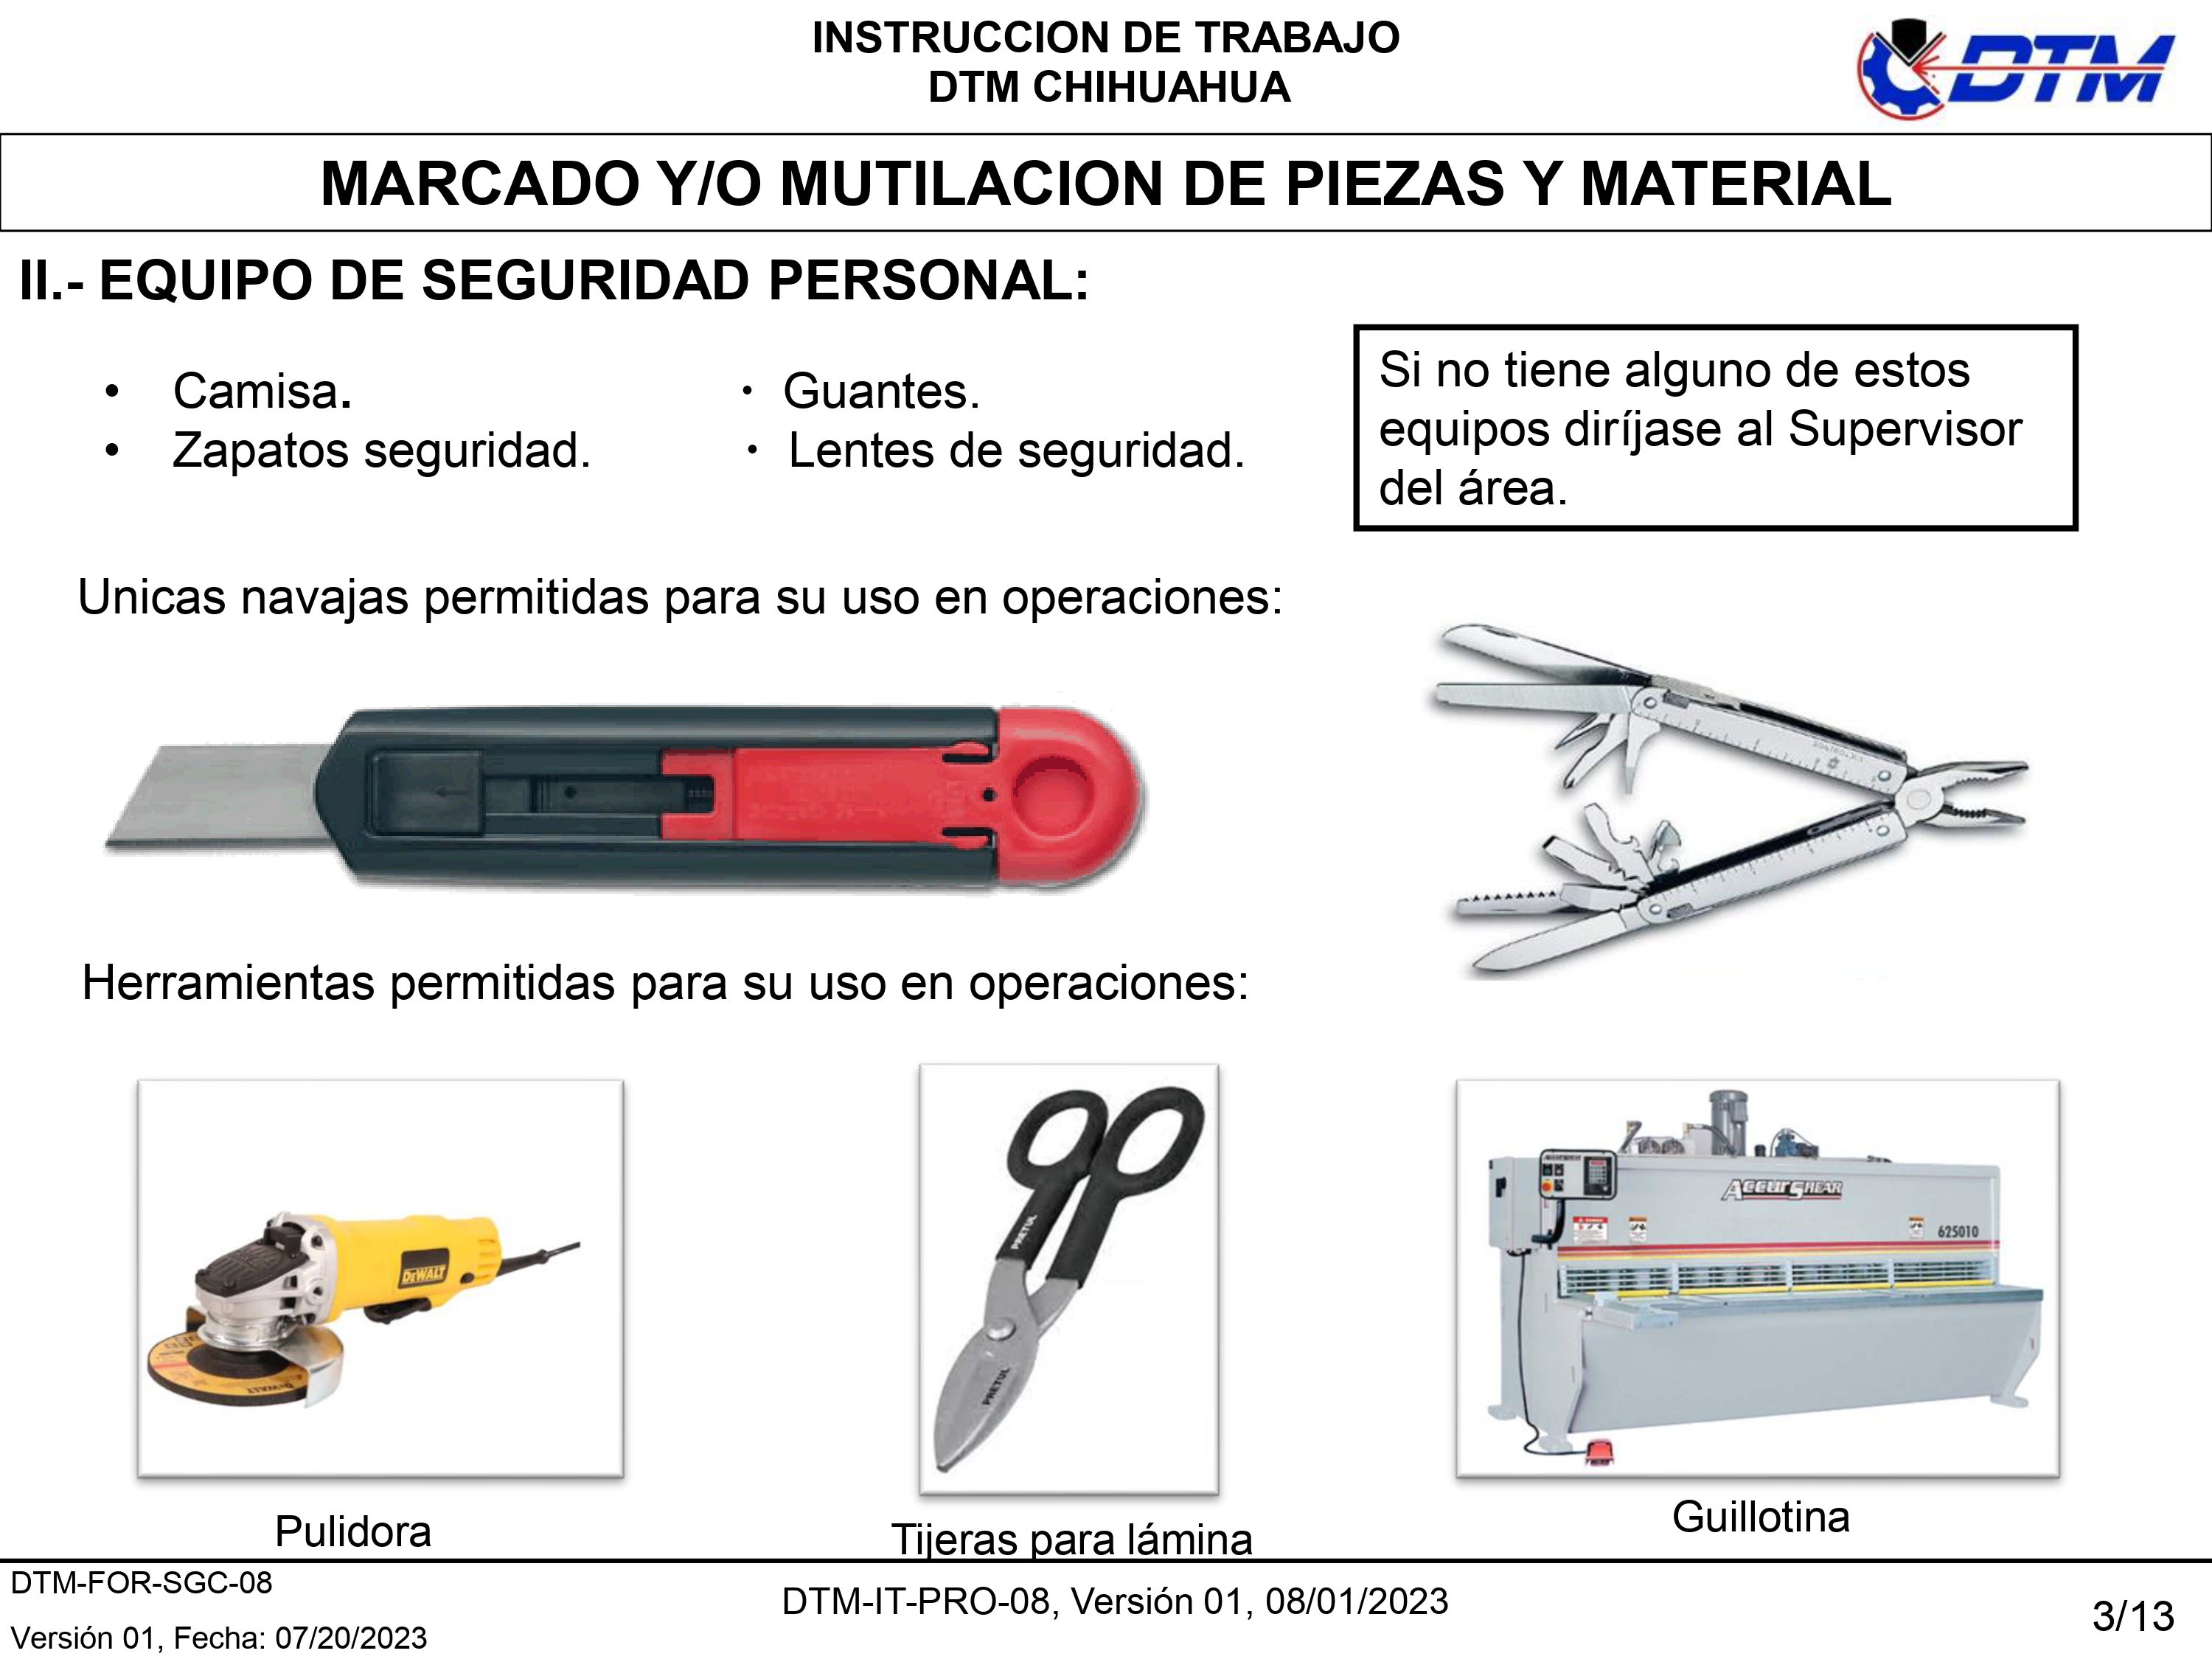 INSTRUCCION DE TRABAJO
DTM CHIHUAHUA
DTM
MARCADO Y/O MUTILACION DE PIEZAS Y MATERIAL
II.- EQUIPO DE SEGURIDAD PERSONAL:
• Camisa.
• Zapatos seguridad.
• Guantes.
• Lentes de seguridad.
Si no tiene alguno de estos
equipos diríjase al Supervisor
del área.
Unicas navajas permitidas para su uso en operaciones:
Herramientas permitidas para su uso en operaciones:
DEWALT
DEWALT
PRETUL
PRETUL
ACCURSHEAR
625010
Pulidora
Tijeras para lámina
Guillotina
DTM-FOR-SGC-08
Versión 01, Fecha: 07/20/2023
DTM-IT-PRO-08, Versión 01, 08/01/2023
3/13